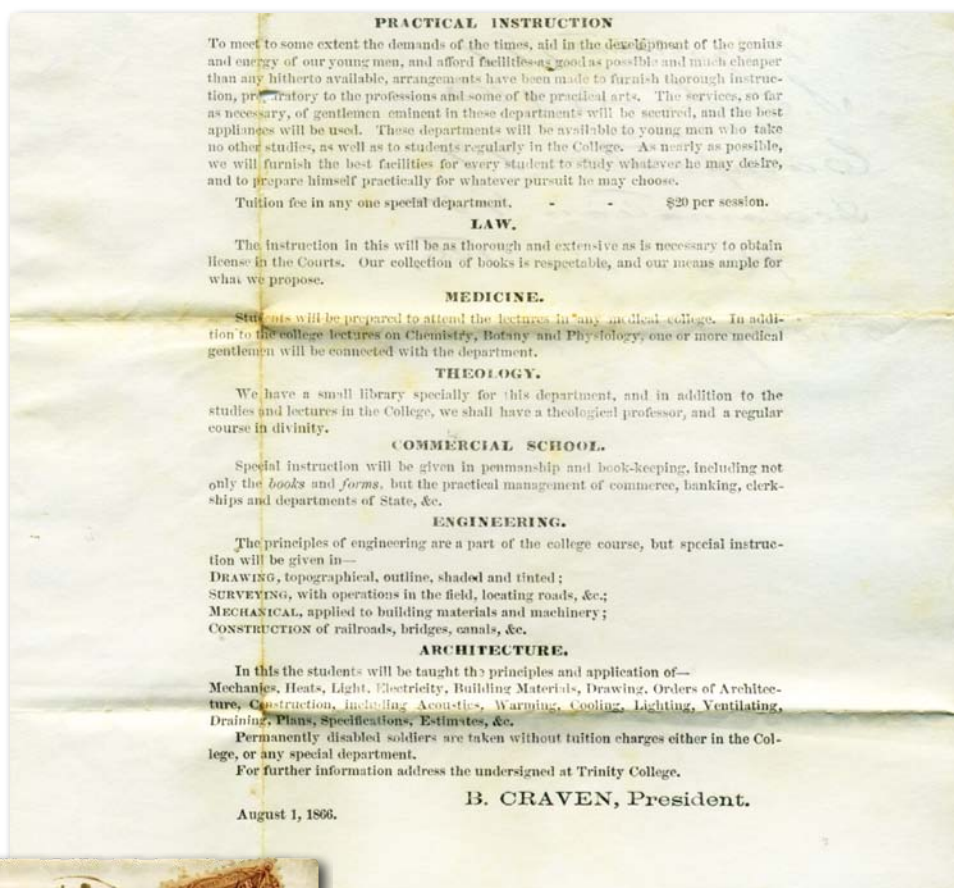 PRACTICAL INSTRUCTION
To meet to some extent the demands of the times, aid in the development of the genius
and energy of our young men, and afford facilities as good as possible and much cheaper
than any hitherto available, arrangements have been made to furnish thorough instruc-
tion, preparatory to the professions and some of the practical arts. The services, so far
as necessary, of gentlemen eminent in these departments will be secured, and the best
appliances will be used. These departments will be available to young men who take
no other studies, as well as to students regularly in the College. As nearly as possible,
we will furnish the best facilities for every student to study whatever he may desire,
and to prepare himself practically for whatever pursuit he may choose.
Tuition fee in any one special department. - - $20 per session.
LAW.
The instruction in this will be as thorough and extensive as is necessary to obtain
license in the Courts. Our collection of books is respectable, and our means ample for
what we propose.
MEDICINE.
Students will be prepared to attend the lectures in any medical college. In addi-
tion to the college lectures on Chemistry, Botany and Physiology, one or more medical
gentlemen will be connected with the department.
THEOLOGY.
We have a small library specially for this department, and in addition to the
studies and lectures in the College, we shall have a theological professor, and a regular
course in divinity.
COMMERCIAL SCHOOL.
Special instruction will be given in penmanship and book-keeping, including not
only the books and forms, but the practical management of commerce, banking, clerk-
ships and departments of State, &c.
ENGINEERING.
The principles of engineering are a part of the college course, but special instruc-
tion will be given in—
DRAWING, topographical, outline, shaded and tinted;
SURVEYING, with operations in the field, locating roads, &c.;
MECHANICAL, applied to building materials and machinery;
CONSTRUCTION of railroads, bridges, canals, &c.
ARCHITECTURE.
In this the students will be taught the principles and application of—
Mechanics, Heats, Light, Electricity, Building Materials, Drawing, Orders of Architec-
ture, Construction, including Acoustics, Warming, Cooling, Lighting, Ventilating,
Draining, Plans, Specifications, Estimates, &c.
Permanently disabled soldiers are taken without tuition charges either in the Col-
lege, or any special department.
For further information address the undersigned at Trinity College.
B. CRAVEN, President.
August 1, 1866.